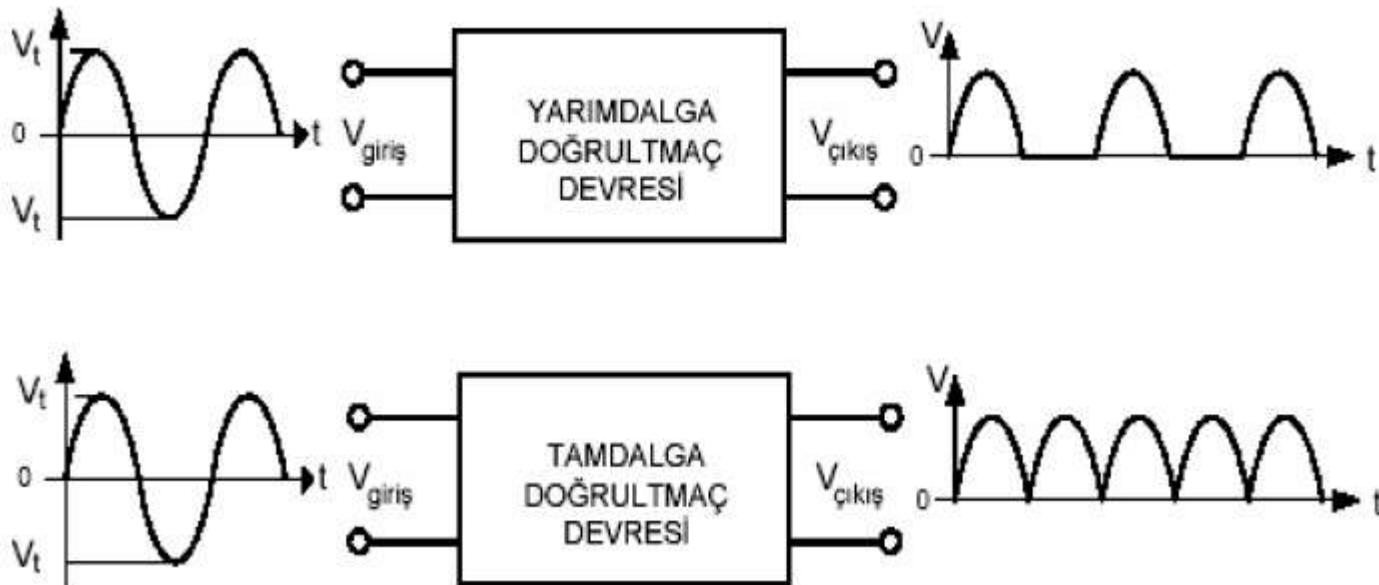 Vt
0
Vt
t
Vgiriş
YARIMDALGA
DOĞRULTMAÇ
DEVRESİ
Vçıkış
V
0
t
Vt
0
Vt
t
Vgiriş
TAMDALGA
DOĞRULTMAÇ
DEVRESİ
Vçıkış
V
0
t